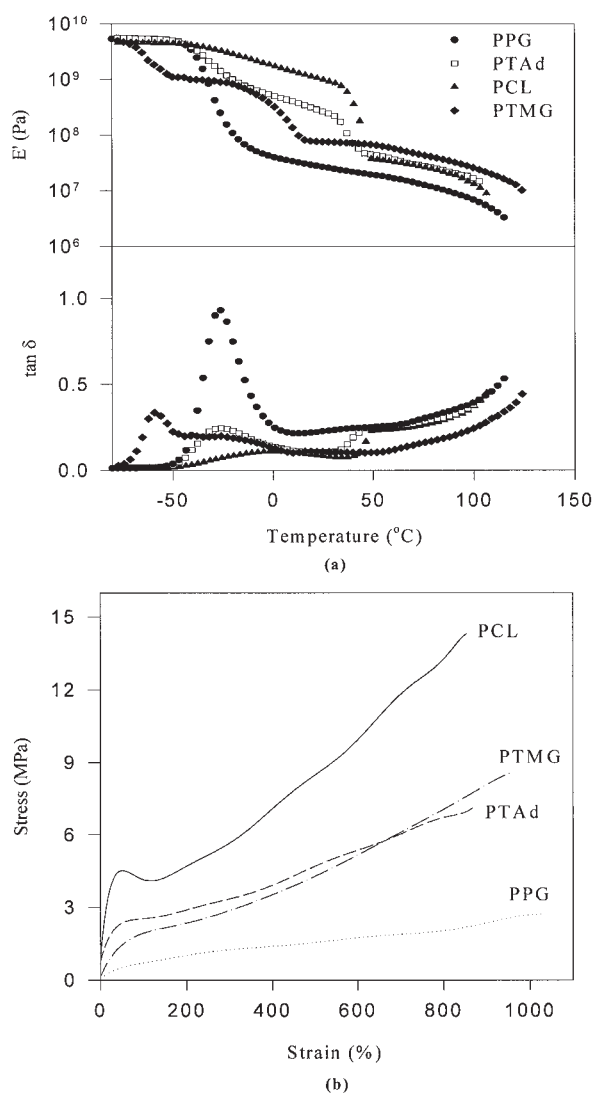 10¹⁰
10⁹
10⁸
10⁷
10⁶
E' (Pa)
PPG
PTAd
PCL
PTMG
1.0
0.5
0.0
tan δ
-50
0
50
100
150
Temperature (°C)
(a)
15
12
9
6
3
0
Stress (MPa)
PCL
PTMG
PTAd
PPG
0
200
400
600
800
1000
Strain (%)
(b)